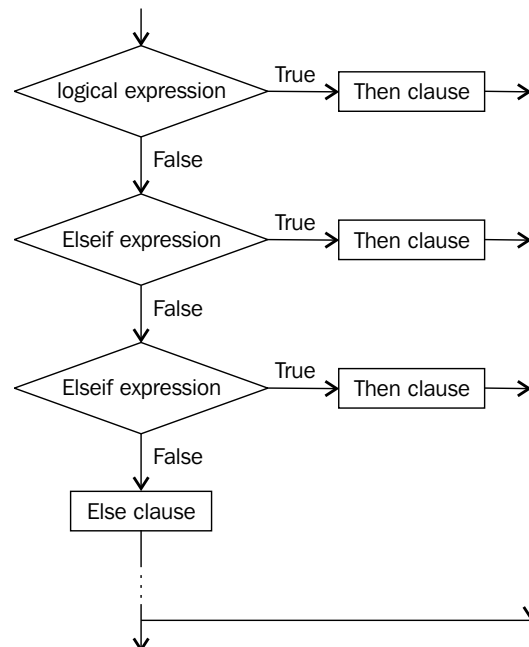 logical expression
True
Then clause
False
Elseif expression
True
Then clause
False
Elseif expression
True
Then clause
False
Else clause